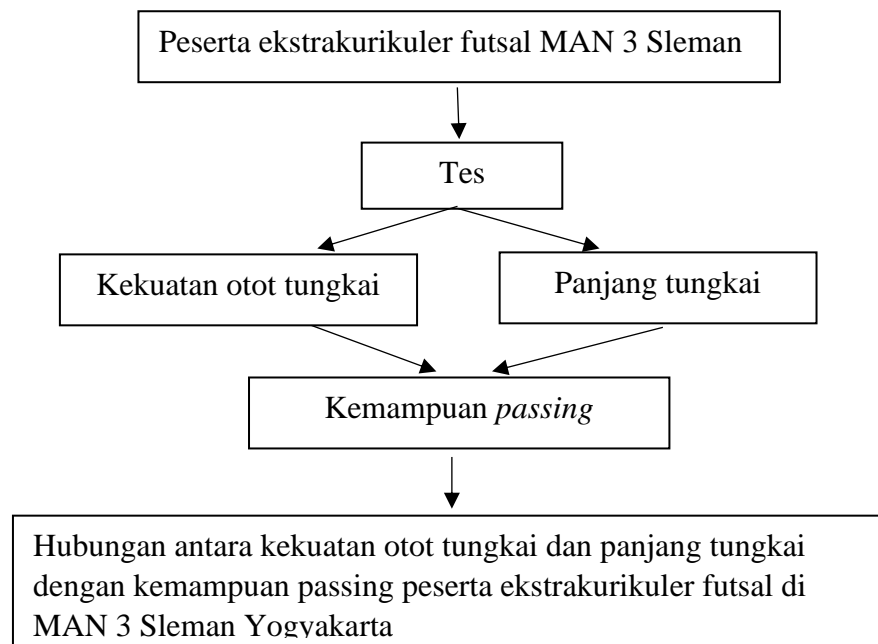 Peserta ekstrakurikuler futsal MAN 3 Sleman
Tes
Kekuatan otot tungkai
Panjang tungkai
Kemampuan passing
Hubungan antara kekuatan otot tungkai dan panjang tungkai
dengan kemampuan passing peserta ekstrakurikuler futsal di
MAN 3 Sleman Yogyakarta